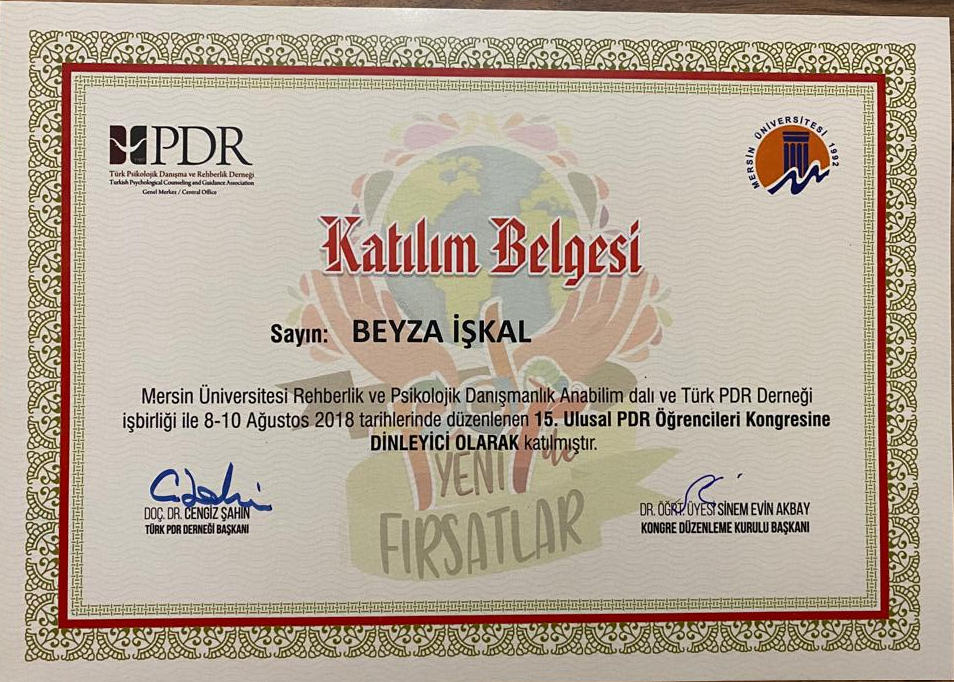 PDR
Türk Psikolojik Danışma ve Rehberlik Derneği
Turkish Psychological Counseling and Guidance Association
Genel Merkez / Central Office
MERSİN ÜNİVERSİTESİ 1992
Katılım Belgesi
Sayın: BEYZA İŞKAL
Mersin Üniversitesi Rehberlik ve Psikolojik Danışmanlık Anabilim dalı ve Türk PDR Derneği
işbirliği ile 8-10 Ağustos 2018 tarihlerinde düzenlenen 15. Ulusal PDR Öğrencileri Kongresine
DİNLEYİCİ OLARAK katılmıştır.
YENİ
FIRSATLAR
DOÇ. DR. CENGİZ ŞAHİN
TÜRK PDR DERNEĞİ BAŞKANI
DR. ÖĞRT. ÜYESİ SİNEM EVİN AKBAY
KONGRE DÜZENLEME KURULU BAŞKANI